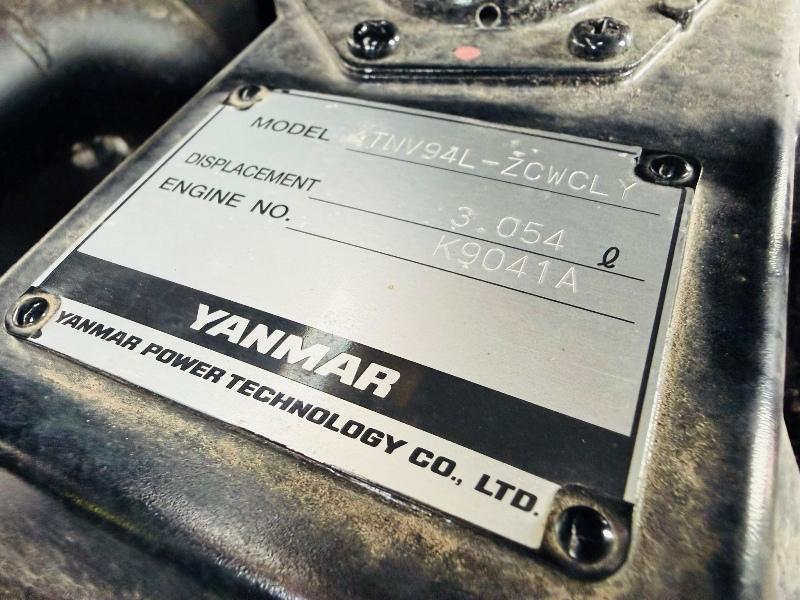 MODEL 4TNV94L-ZCWCLY
DISPLACEMENT 3.054 ℓ
ENGINE NO. K9041A
YANMAR
YANMAR POWER TECHNOLOGY CO., LTD.